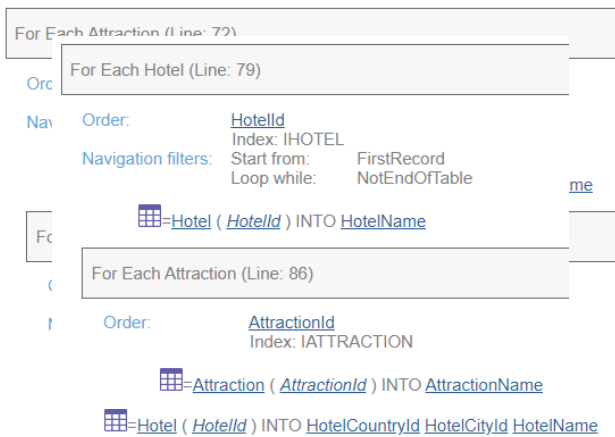 For Each Attraction (Line: 72)
For Each Hotel (Line: 79)
Order: HotelId
Index: IHOTEL
Navigation filters: Start from: FirstRecord
Loop while: NotEndOfTable
me
=Hotel ( HotelId ) INTO HotelName
For Each Attraction (Line: 86)
Order: AttractionId
Index: IATTRACTION
=Attraction ( AttractionId ) INTO AttractionName
=Hotel ( HotelId ) INTO HotelCountryId HotelCityId HotelName